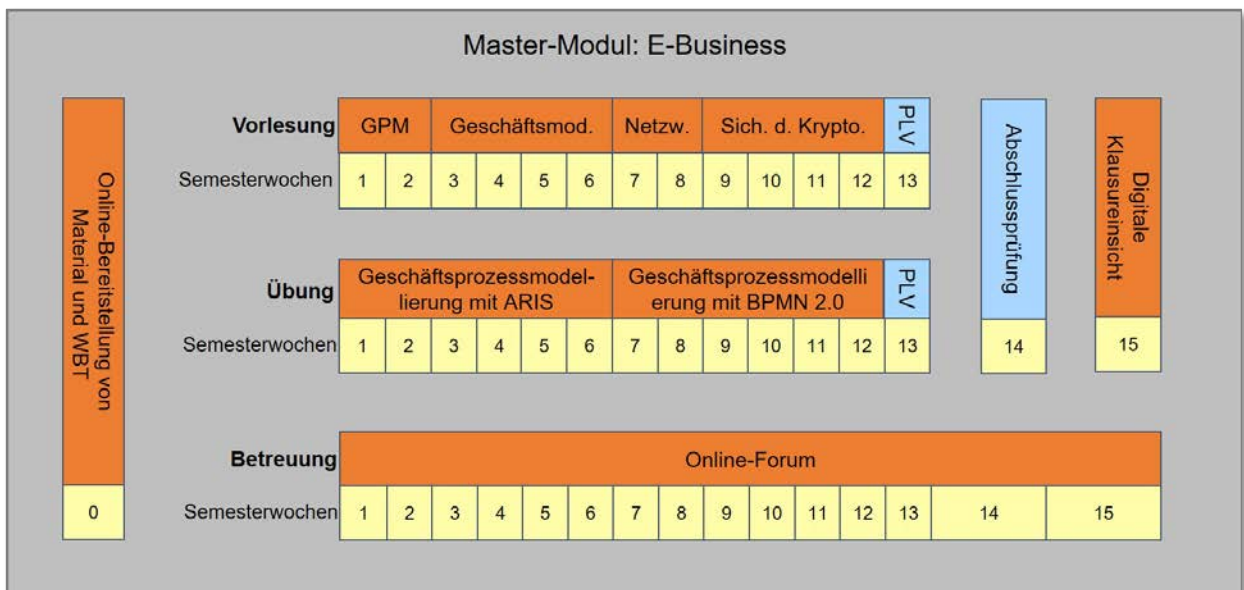 Master-Modul: E-Business
Online-Bereitstellung von
Material und WBT
0
Vorlesung
GPM
Geschäftsmod.
Netzw.
Sich. d. Krypto.
PLV
Semesterwochen
1 2 3 4 5 6 7 8 9 10 11 12 13
Übung
Geschäftsprozessmodel-
lierung mit ARIS
Geschäftsprozessmodelli
erung mit BPMN 2.0
PLV
Semesterwochen
1 2 3 4 5 6 7 8 9 10 11 12 13
Abschlussprüfung
14
Digitale
Klausureinsicht
15
Betreuung
Online-Forum
Semesterwochen
1 2 3 4 5 6 7 8 9 10 11 12 13 14 15